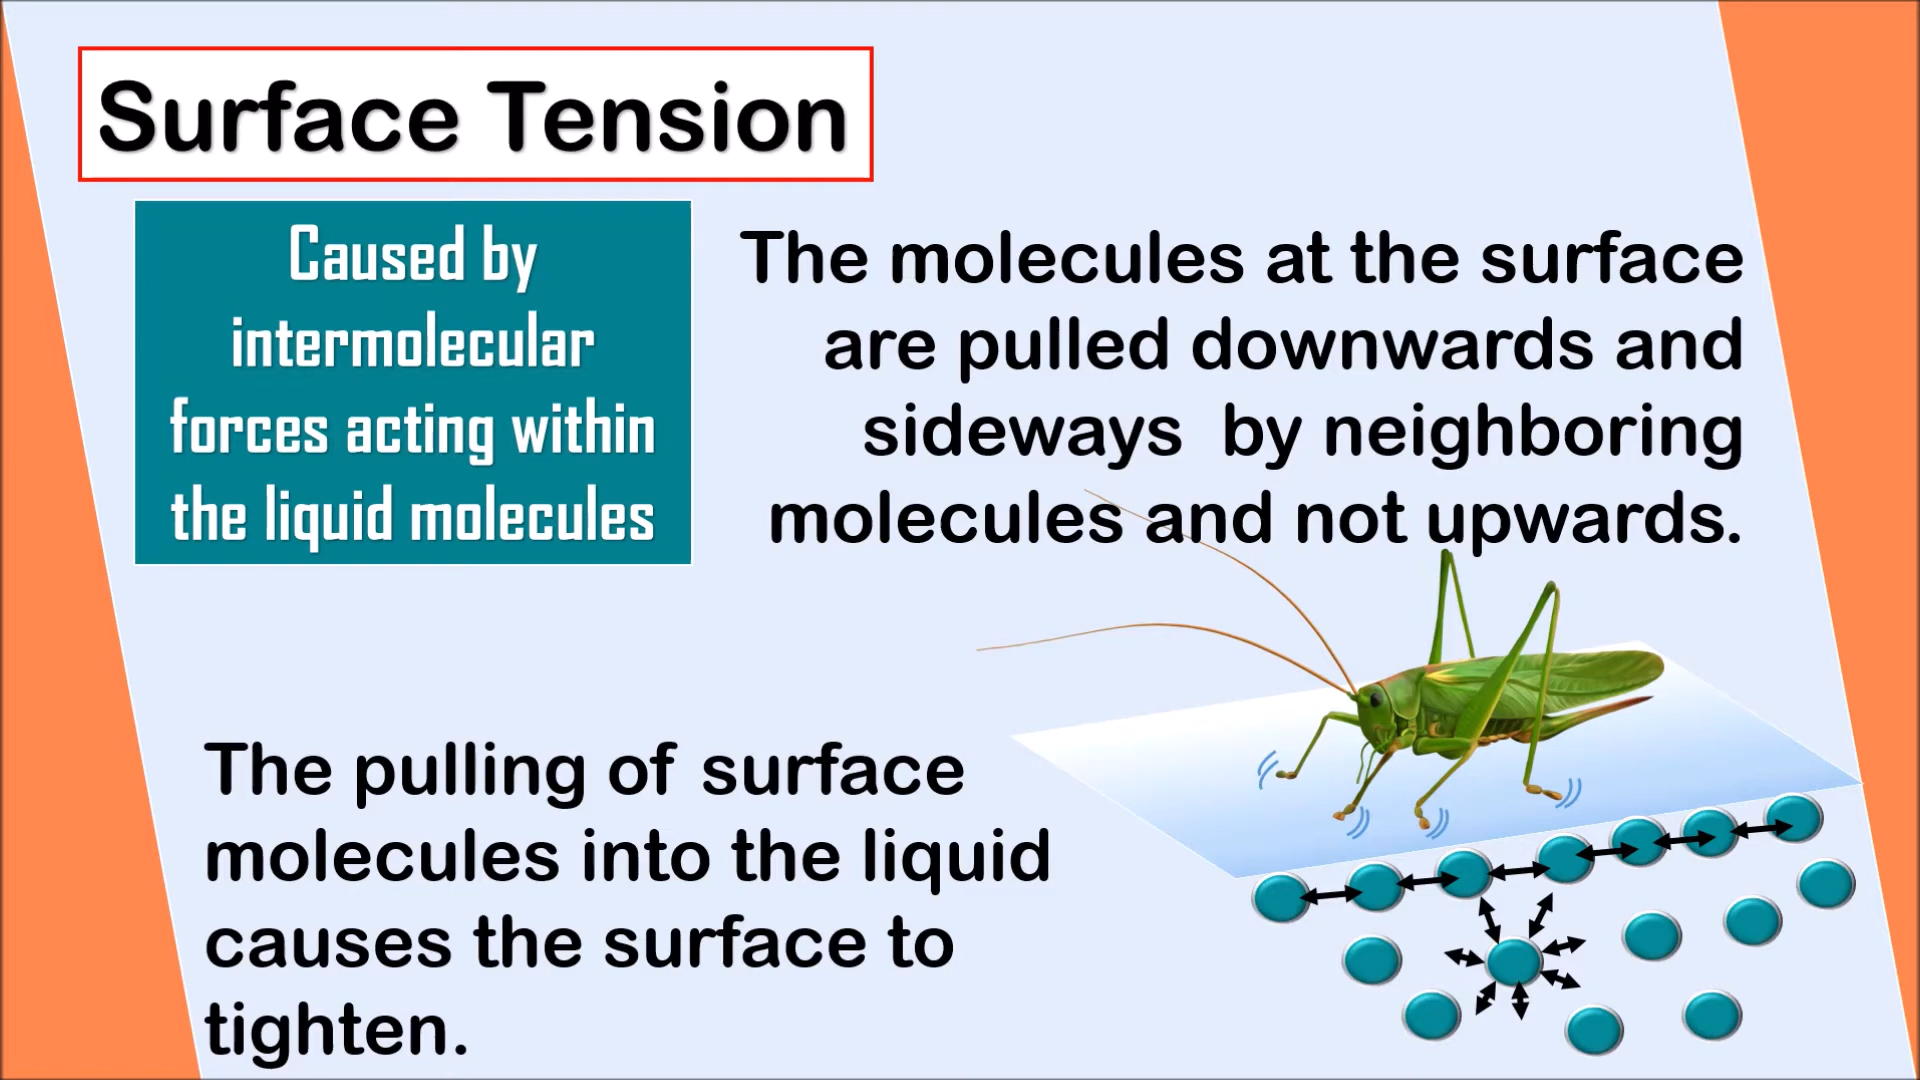 Surface Tension
Caused by
intermolecular
forces acting within
the liquid molecules
The molecules at the surface
are pulled downwards and
sideways by neighboring
molecules and not upwards.
The pulling of surface
molecules into the liquid
causes the surface to
tighten.